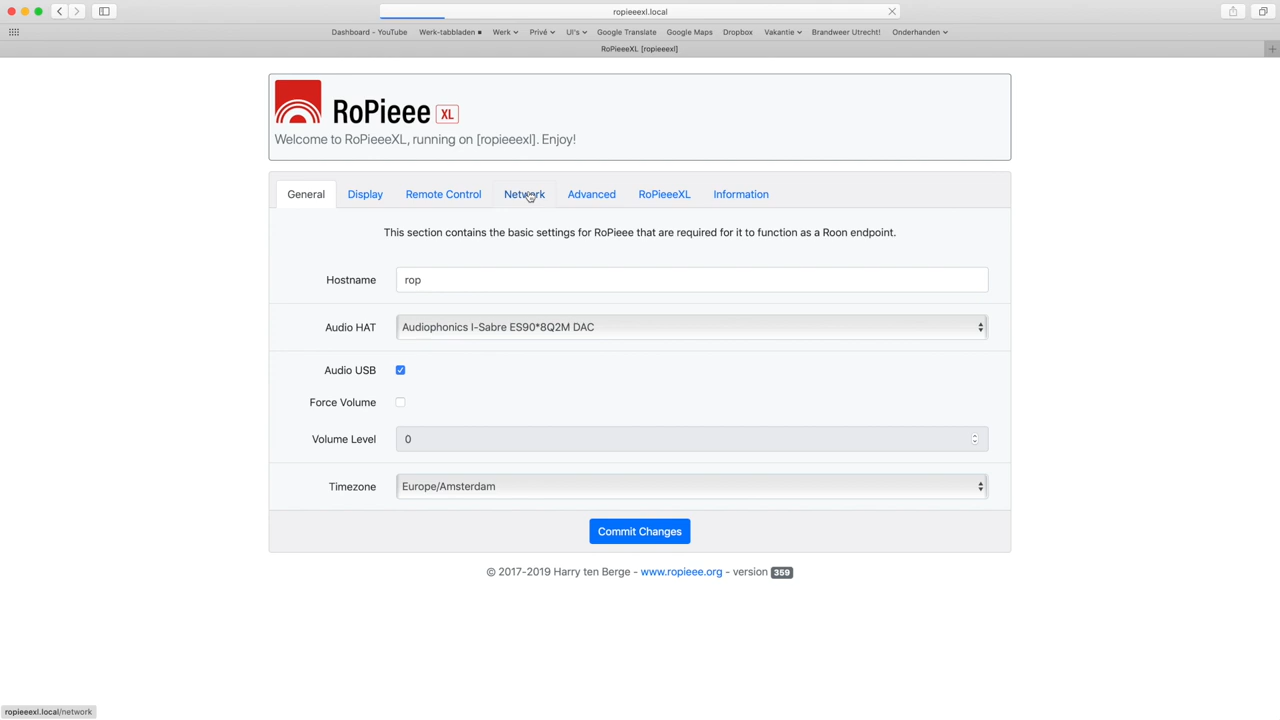 ropieeexl.local
Dashboard - YouTube Werk-tabbladen Werk Privé UI's Google Translate Google Maps Dropbox Vakantie Brandweer Utrecht! Onderhanden
RoPieeeXL [ropieeexl]
RoPieee XL
Welcome to RoPieeeXL, running on [ropieeexl]. Enjoy!
General Display Remote Control Network Advanced RoPieeeXL Information
This section contains the basic settings for RoPieee that are required for it to function as a Roon endpoint.
Hostname rop
Audio HAT Audiophonics I-Sabre ES90*8Q2M DAC
Audio USB
Force Volume
Volume Level 0
Timezone Europe/Amsterdam
Commit Changes
© 2017-2019 Harry ten Berge - www.ropieee.org - version 359
ropieeexl.local/network